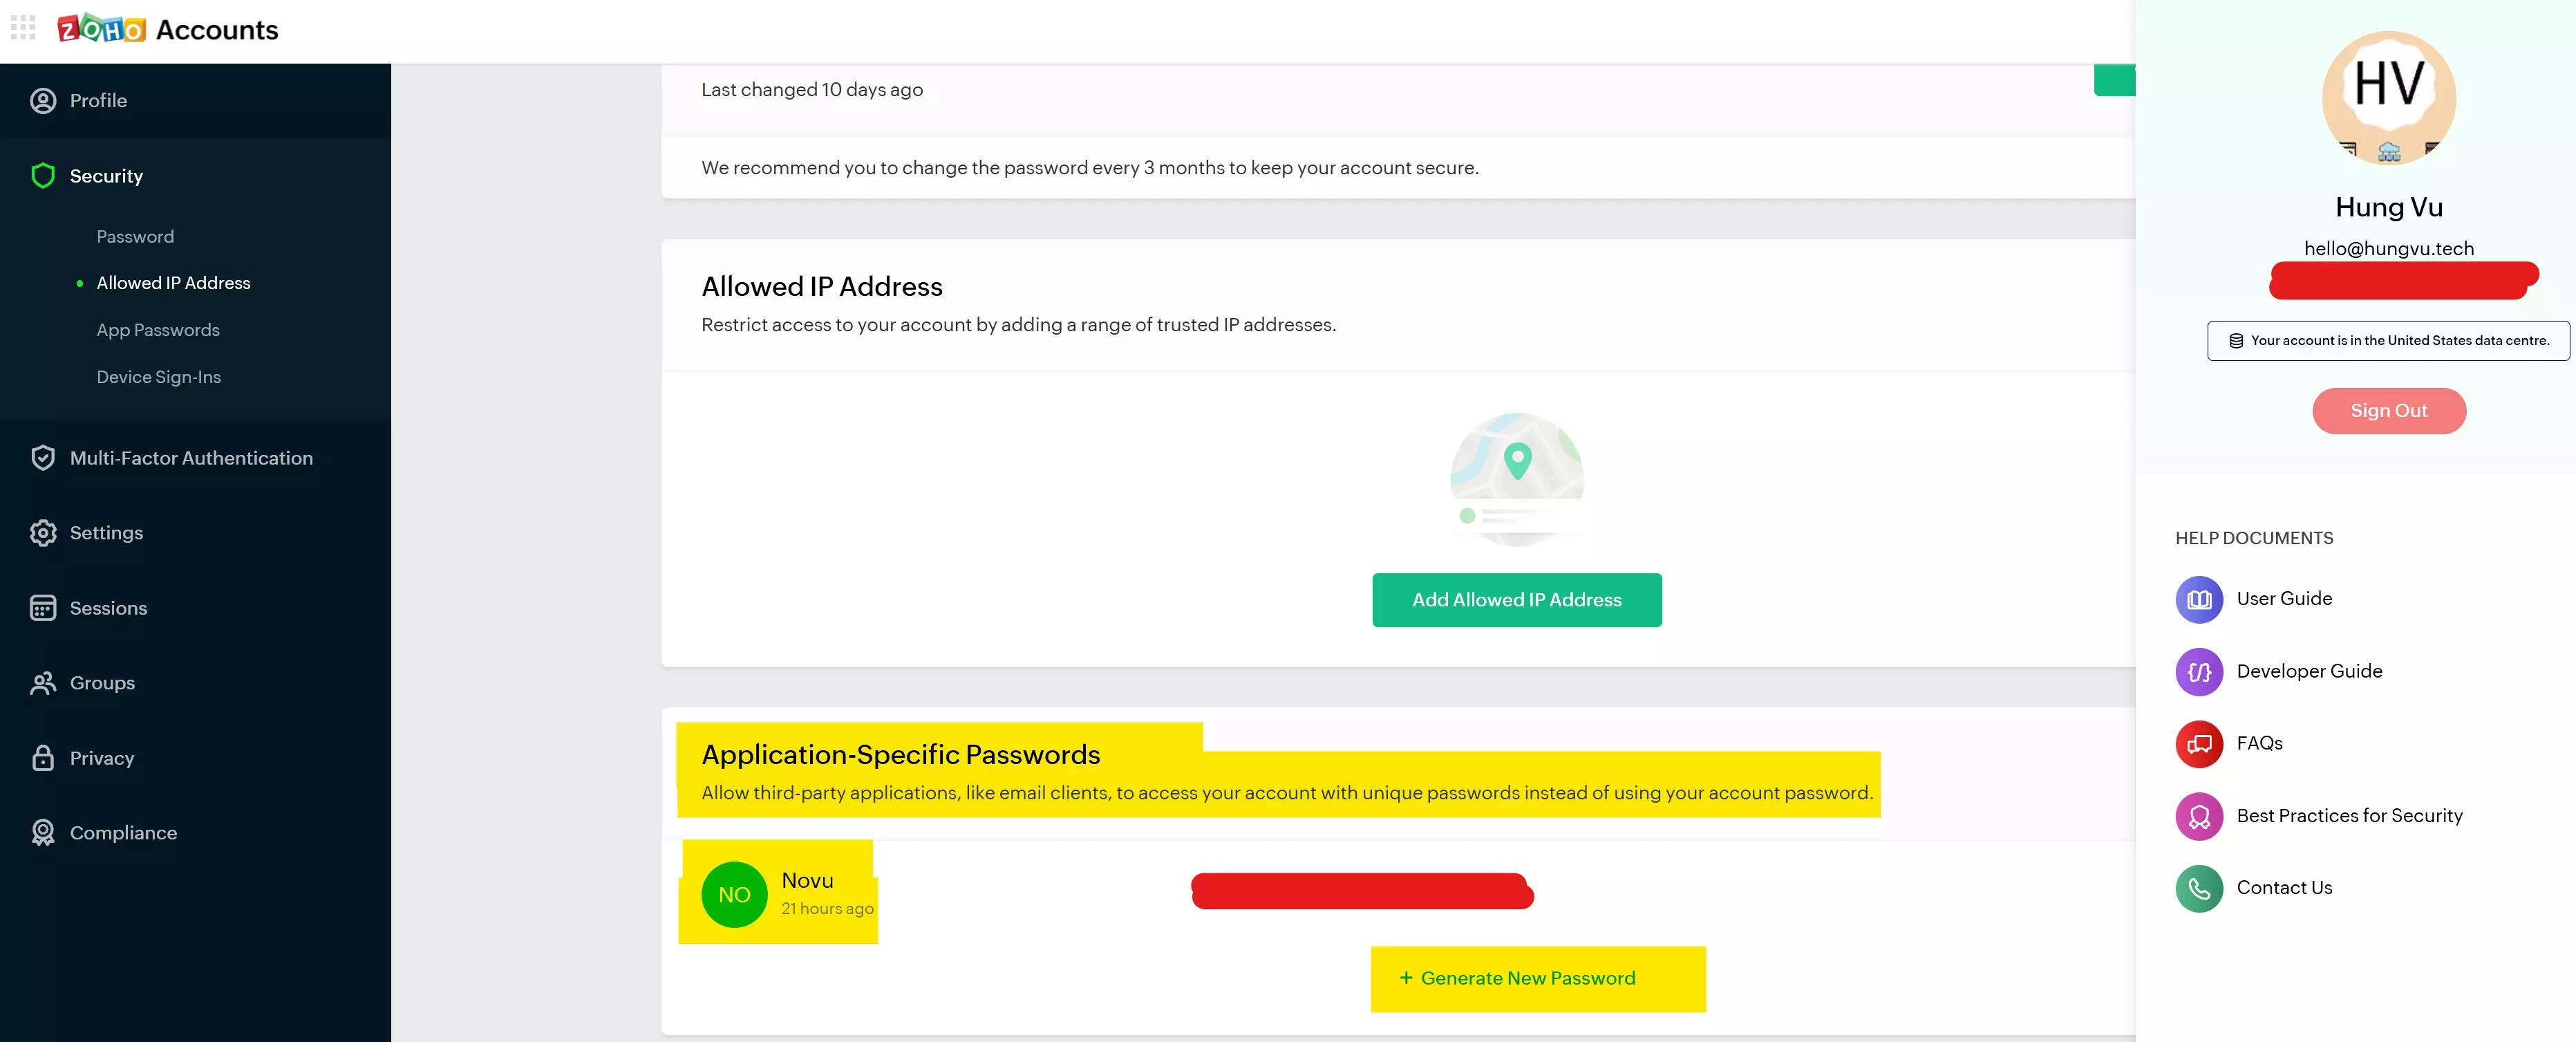 ZOHO Accounts
Profile
Security
Password
Allowed IP Address
App Passwords
Device Sign-Ins
Multi-Factor Authentication
Settings
Sessions
Groups
Privacy
Compliance
Last changed 10 days ago
We recommend you to change the password every 3 months to keep your account secure.
Allowed IP Address
Restrict access to your account by adding a range of trusted IP addresses.
Add Allowed IP Address
Application-Specific Passwords
Allow third-party applications, like email clients, to access your account with unique passwords instead of using your account password.
NO
Novu
21 hours ago
+ Generate New Password
HV
Hung Vu
hello@hungvu.tech
Your account is in the United States data centre.
Sign Out
HELP DOCUMENTS
User Guide
Developer Guide
FAQs
Best Practices for Security
Contact Us